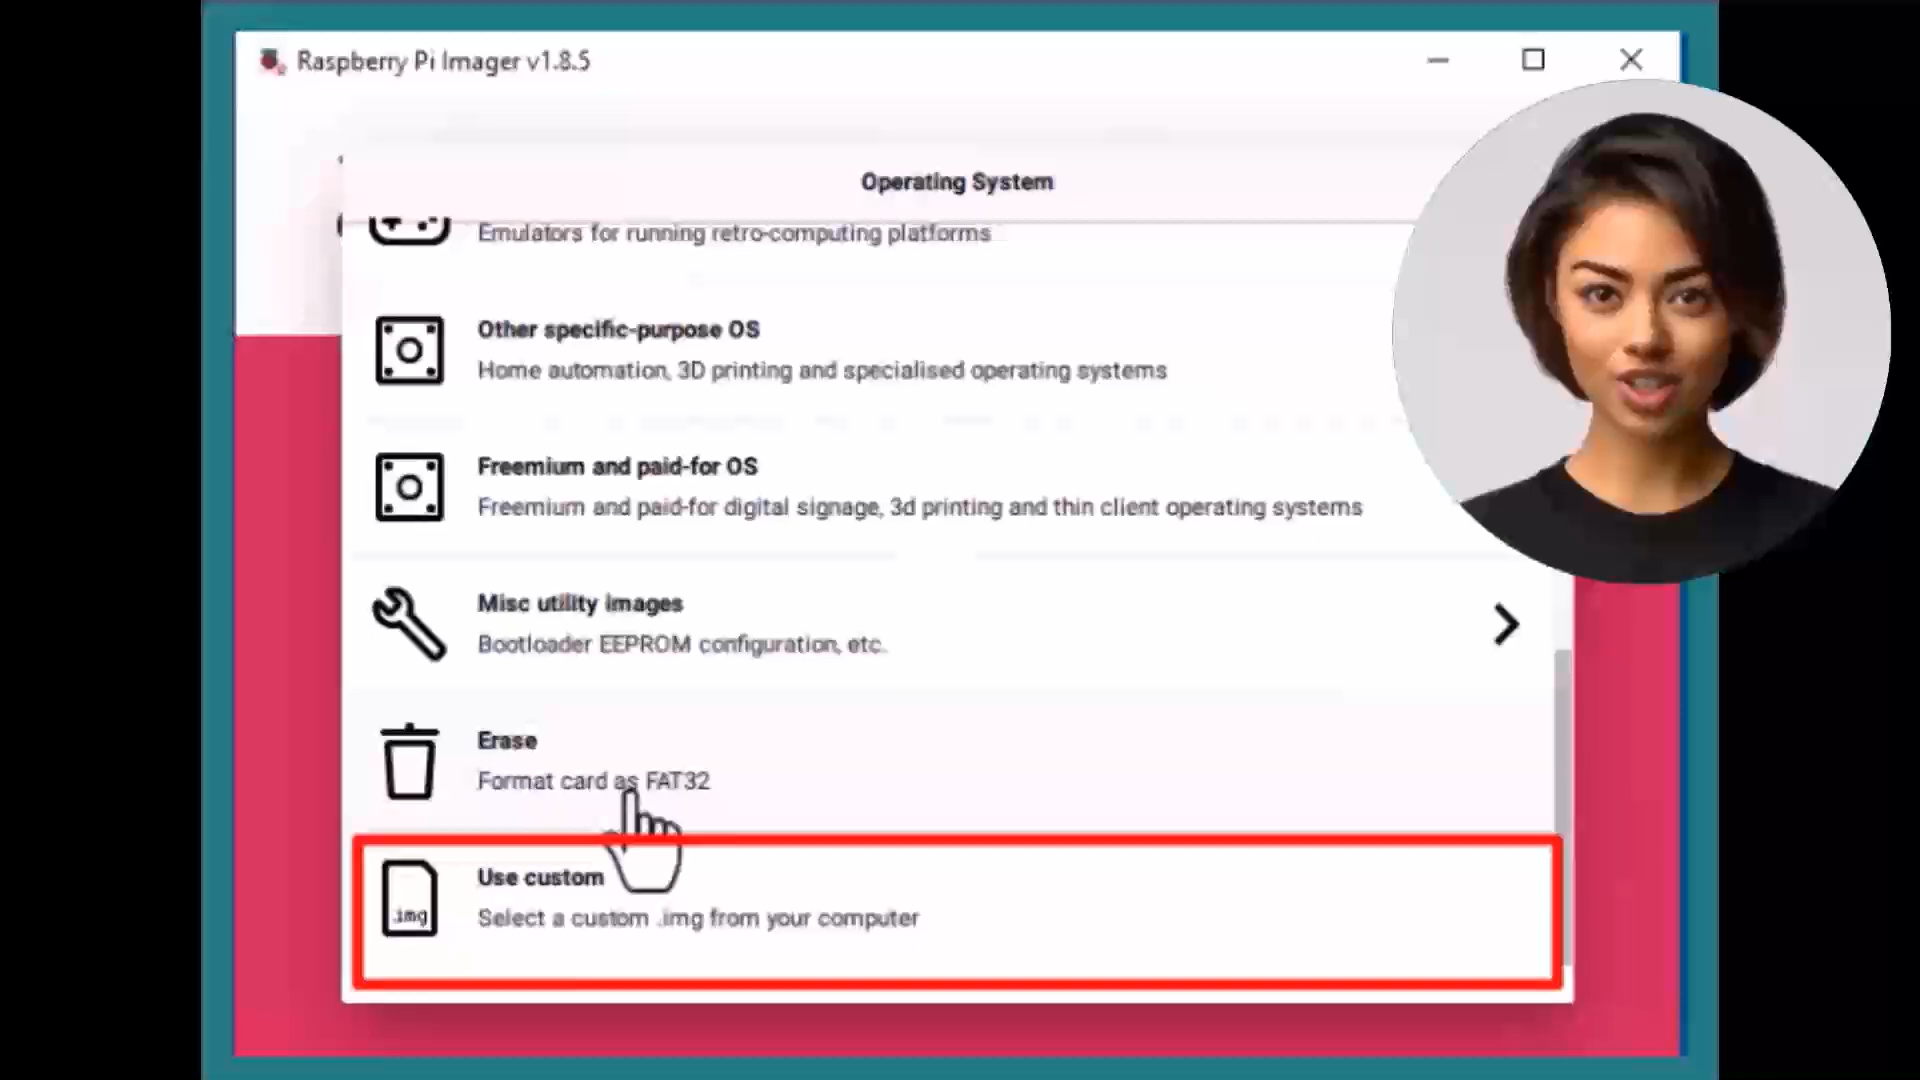 Raspberry Pi Imager v1.8.5
Operating System
Emulators for running retro-computing platforms
Other specific-purpose OS
Home automation, 3D printing and specialised operating systems
Freemium and paid-for OS
Freemium and paid-for digital signage, 3d printing and thin client operating systems
Misc utility images
Bootloader EEPROM configuration, etc.
Erase
Format card as FAT32
Use custom
.img
Select a custom .img from your computer